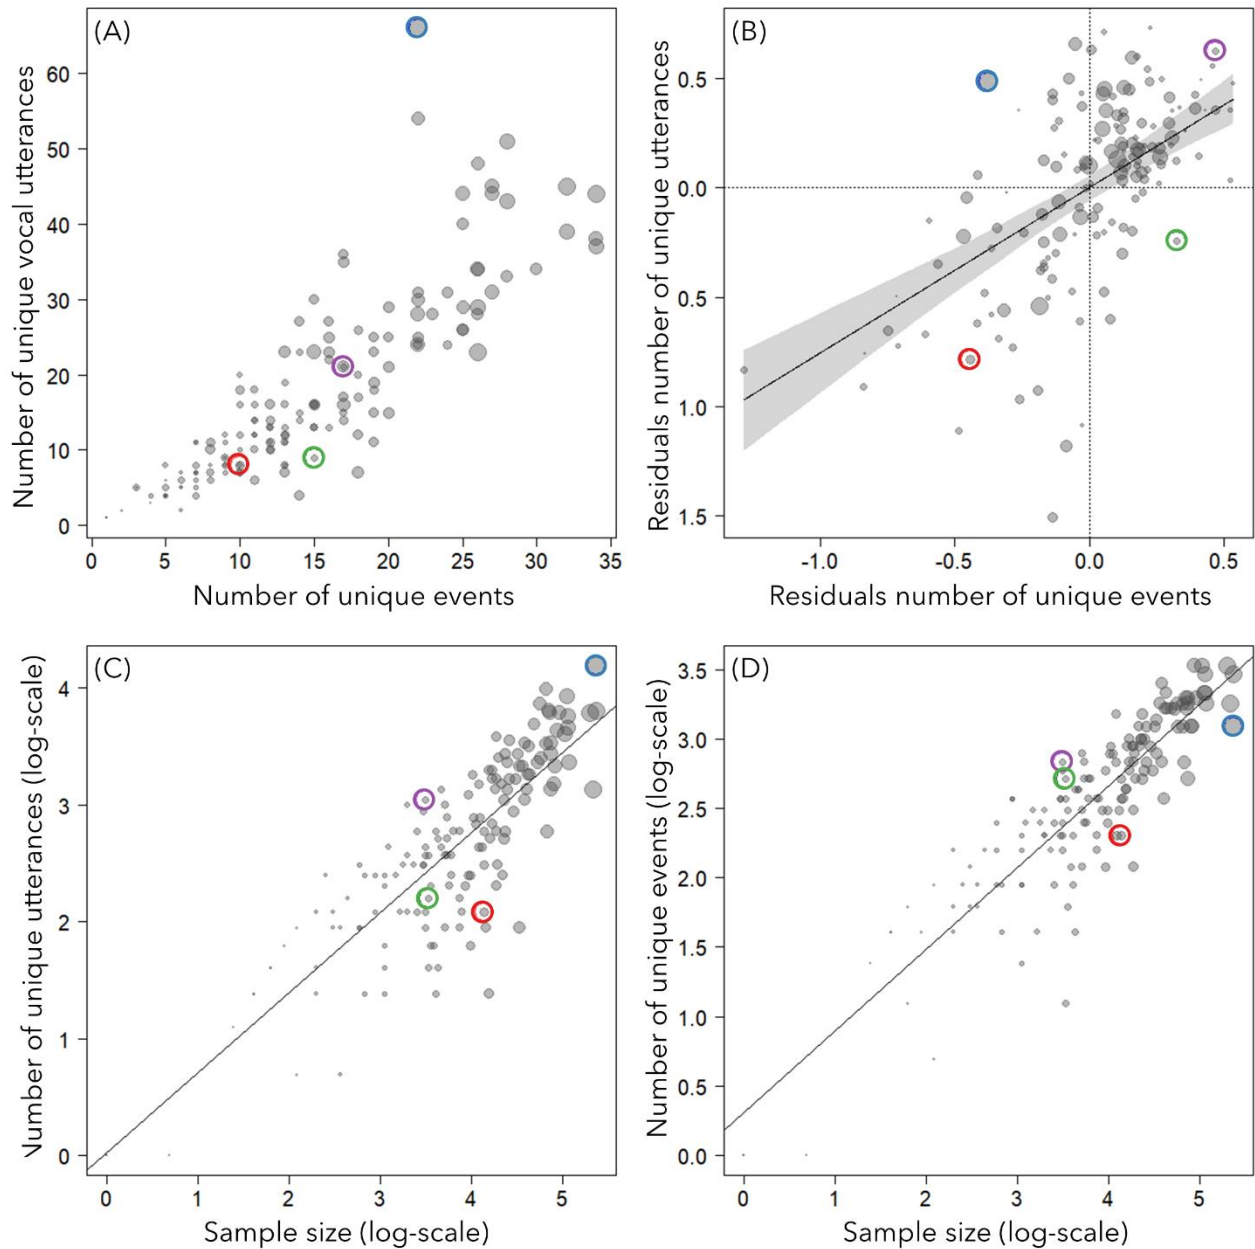 (A)
Number of unique vocal utterances
60
50
40
30
20
10
0
0 5 10 15 20 25 30 35
Number of unique events
(B)
Residuals number of unique utterances
0.5
0.0
0.5
1.0
1.5
-1.0 -0.5 0.0 0.5
Residuals number of unique events
(C)
Number of unique utterances (log-scale)
4
3
2
1
0
0 1 2 3 4 5
Sample size (log-scale)
(D)
Number of unique events (log-scale)
3.5
3.0
2.5
2.0
1.5
1.0
0.5
0.0
0 1 2 3 4 5
Sample size (log-scale)